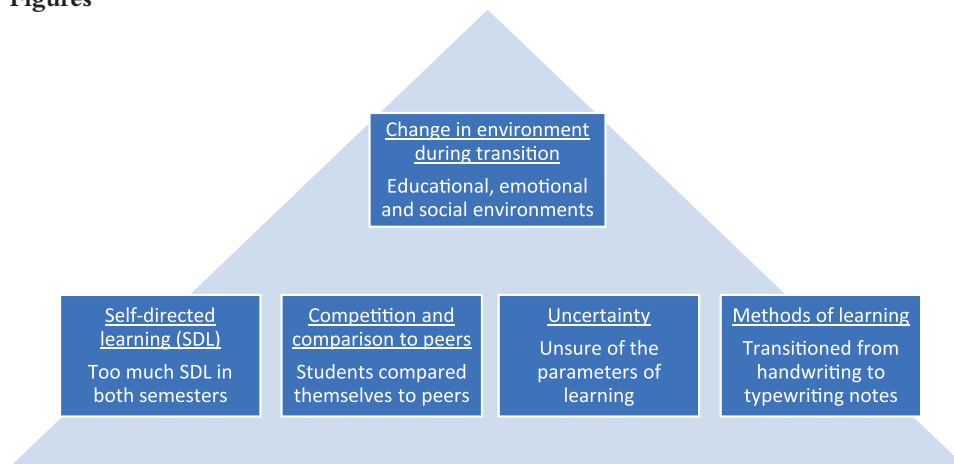 Figures
Change in environment
during transition
Educational, emotional
and social environments
Self-directed
learning (SDL)
Too much SDL in
both semesters
Competition and
comparison to peers
Students compared
themselves to peers
Uncertainty
Unsure of the
parameters of
learning
Methods of learning
Transitioned from
handwriting to
typewriting notes